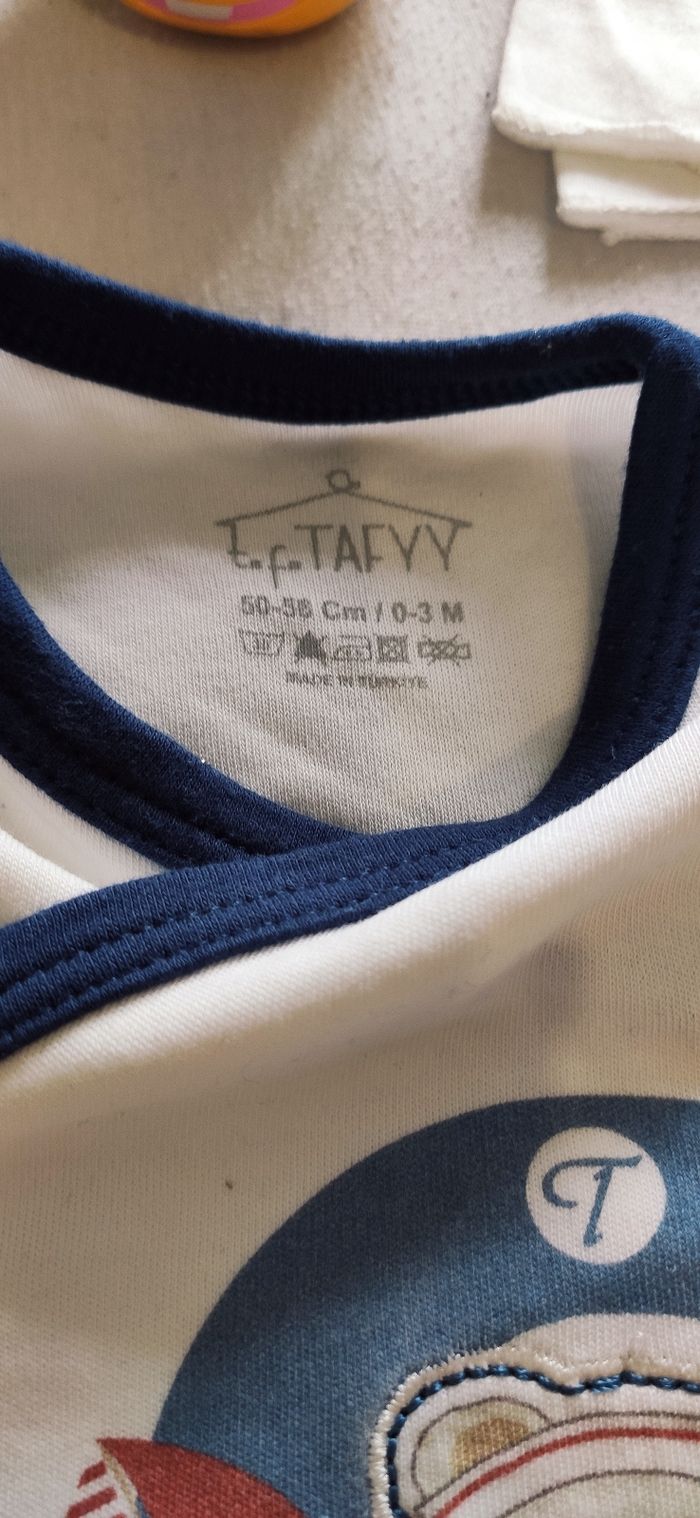 t.f.TAFYY
50-56 Cm / 0-3 M
MADE IN TÜRKİYE
T